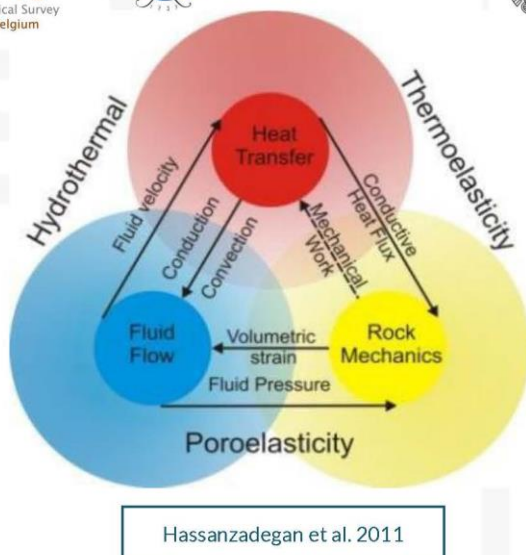 ical Survey
elgium
Hydrothermal
Thermoelasticity
Heat
Transfer
Fluid velocity
Conduction
Convection
Conductive
Heat Flux
Mechanical
Work
Fluid
Flow
Volumetric
strain
Rock
Mechanics
Fluid Pressure
Poroelasticity
Hassanzadegan et al. 2011